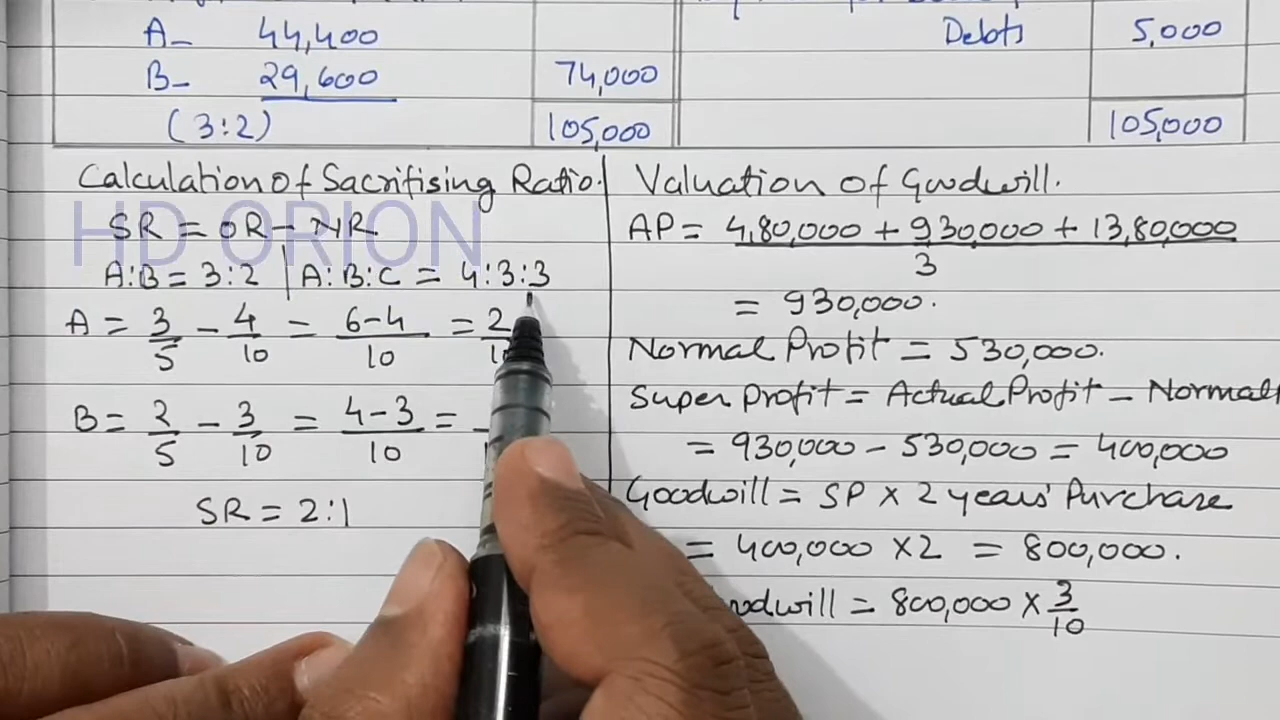 A- 44,400
B- 29,600 74,000
(3:2) 105,000
Debts 5,000
105,000
Calculation of Sacrifising Ratio.
HD ORION
SR = OR - NR
A:B = 3:2 | A:B:C = 4:3:3
A = 3/5 - 4/10 = 6-4/10 = 2/10
B = 2/5 - 3/10 = 4-3/10 =
SR = 2:1
Valuation of Goodwill.
AP = 4,80,000 + 930,000 + 13,80,000 / 3
= 930,000.
Normal Profit = 530,000.
Super Profit = Actual Profit - Normal
= 930,000 - 530,000 = 400,000
Goodwill = SP × 2 years' Purchase
= 400,000 × 2 = 800,000.
= 800,000 × 3/10